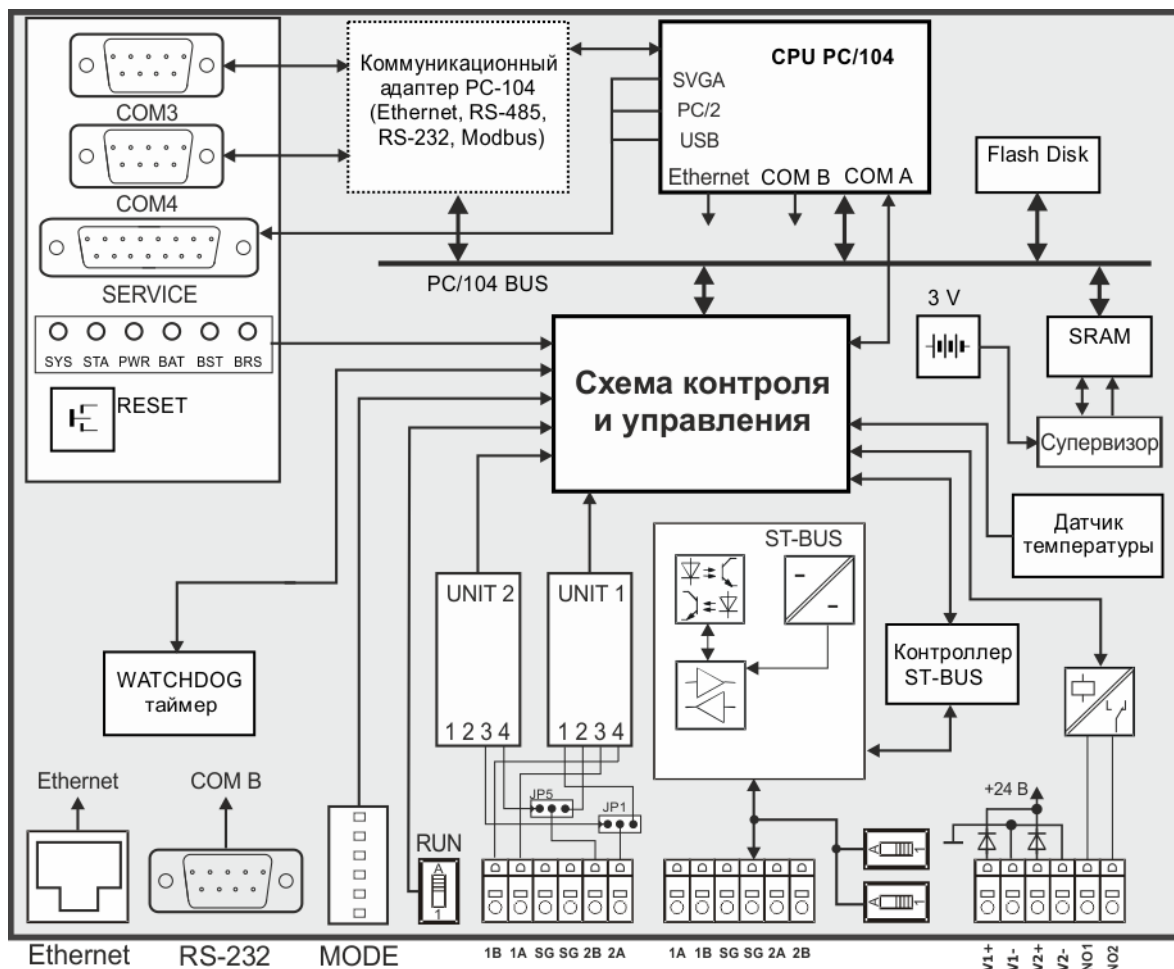 COM3
COM4
SERVICE
SYS STA PWR BAT BST BRS
RESET
Коммуникационный
адаптер PC-104
(Ethernet, RS-485,
RS-232, Modbus)
CPU PC/104
SVGA
PC/2
USB
Ethernet COM B COM A
Flash Disk
PC/104 BUS
3 V
SRAM
Супервизор
Схема контроля
и управления
Датчик
температуры
ST-BUS
UNIT 2
1 2 3 4
UNIT 1
1 2 3 4
Контроллер
ST-BUS
WATCHDOG
таймер
JP5
JP1
+24 В
Ethernet
COM B
RUN
A
1
A 1
A 1
Ethernet
RS-232
MODE
1B 1A SG SG 2B 2A
1A 1B SG SG 2A 2B
V1+ V1- V2+ V2- NO1 NO2